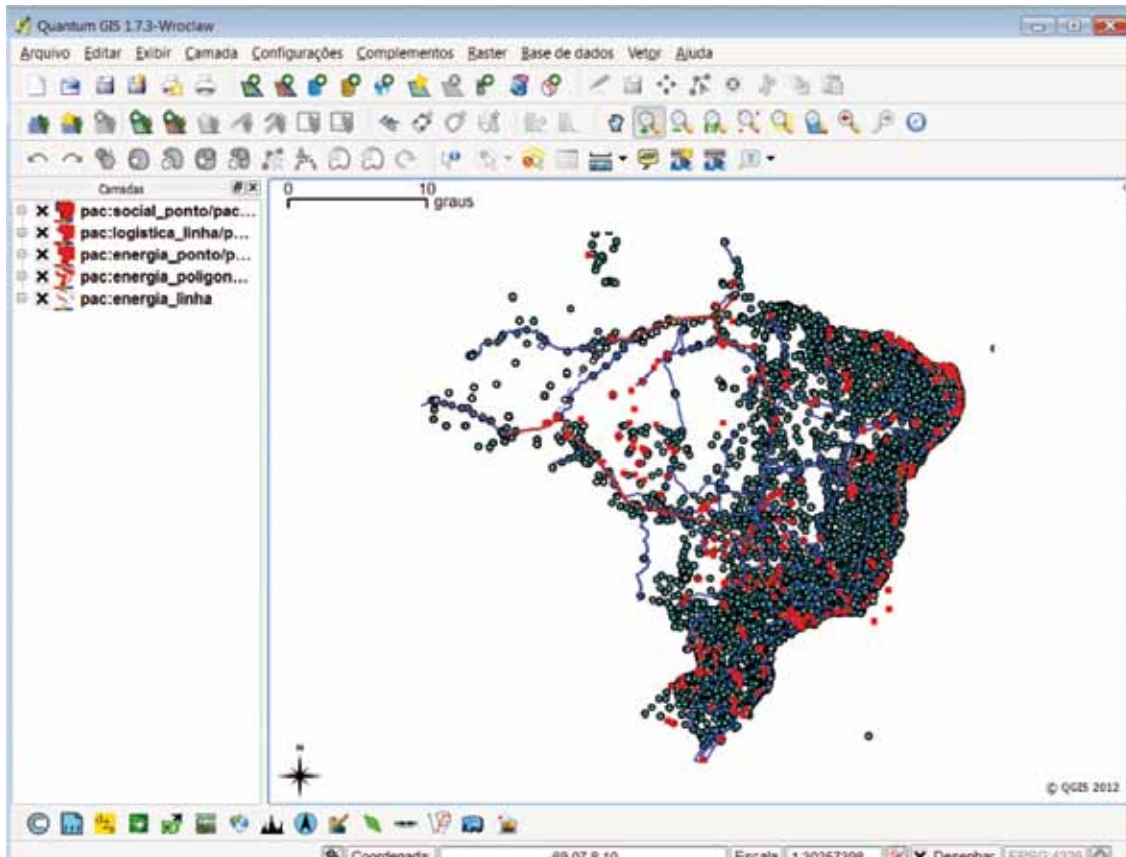 Quantum GIS 1.7.3-Wroclaw
Arquivo Editar Exibir Camada Configurações Complementos Raster Base de dados Vetor Ajuda
Camadas
pac:social_ponto/pac...
pac:logistica_linha/p...
pac:energia_ponto/p...
pac:energia_poligon...
pac:energia_linha
0 10
graus
N
© QGIS 2012
Coordenada: Escala Desenhar